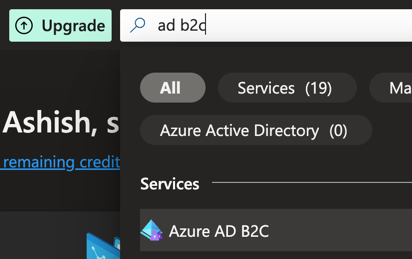 Upgrade
ad b2c
All
Services (19)
Ma
Azure Active Directory (0)
Ashish, s
remaining credit
Services
Azure AD B2C